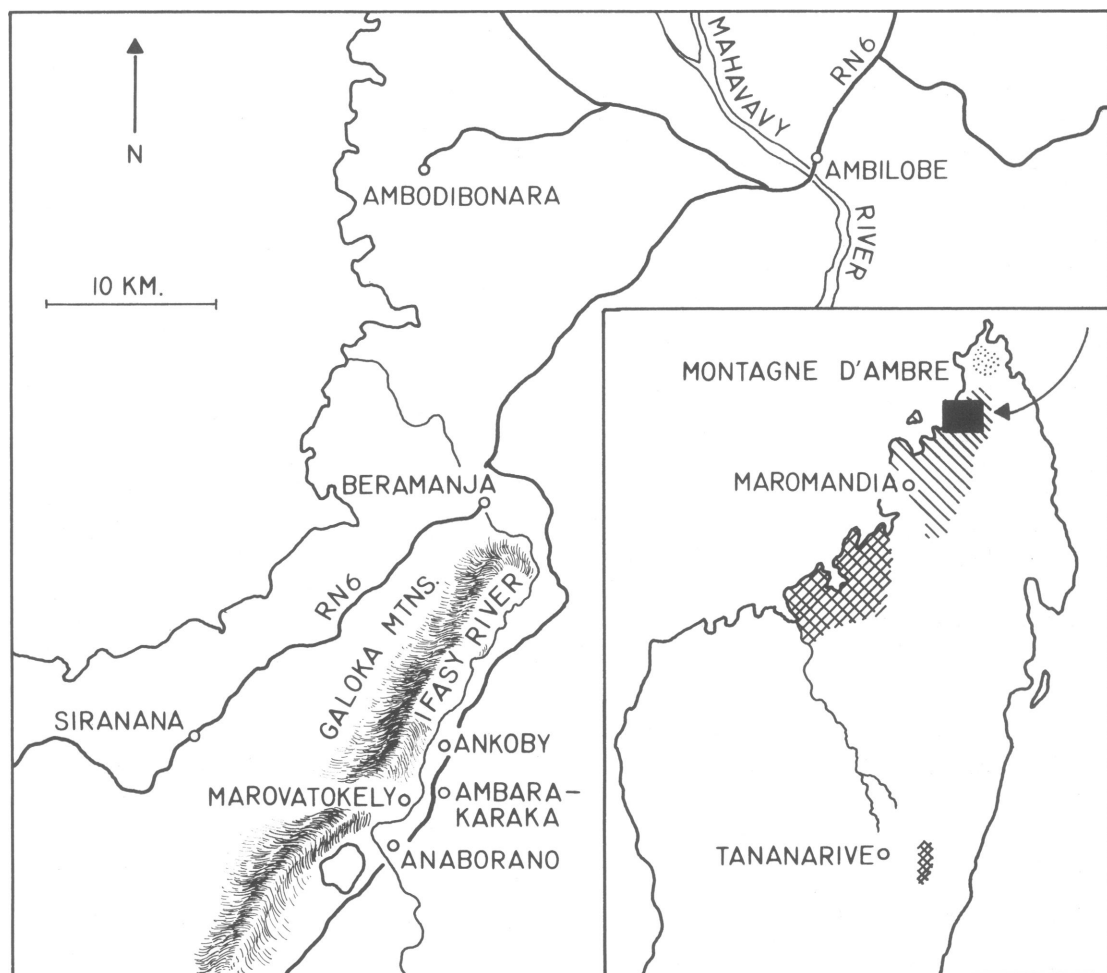 N
MAHAVAVY
RN6
AMBILOBE
AMBODIBONARA
RIVER
10 KM.
MONTAGNE D'AMBRE
BERAMANJA
MAROMANDIA
RN6
GALOKA MTNS.
IFASY RIVER
SIRANANA
ANKOBY
MAROVATOKELY
AMBARA-
KARAKA
ANABORANO
TANANARIVE